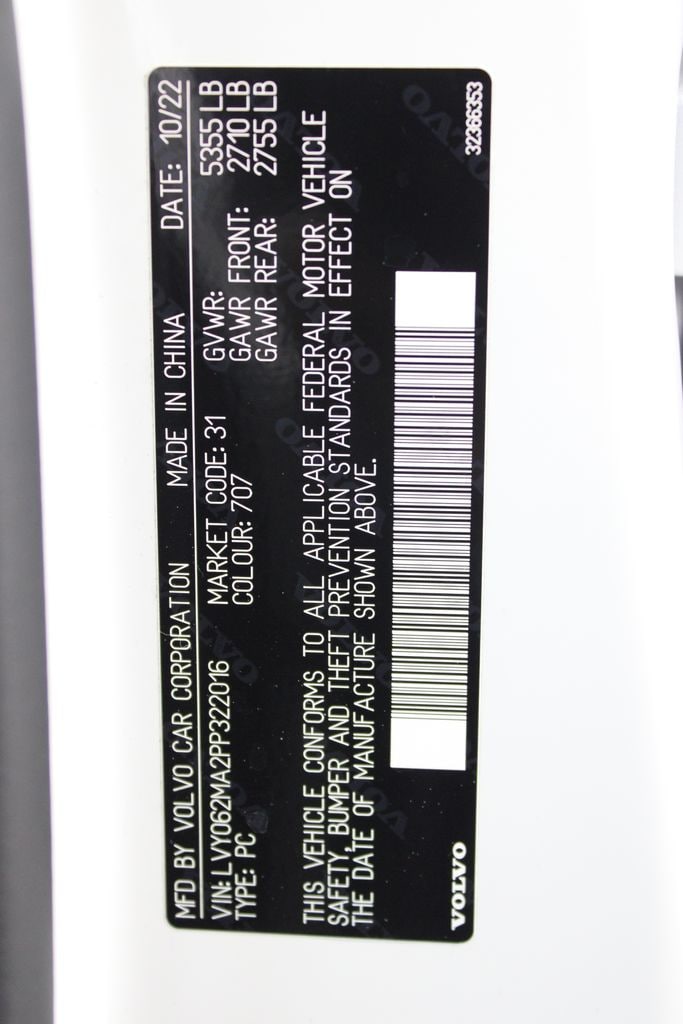 MFD BY VOLVO CAR CORPORATION MADE IN CHINA DATE: 10/22
VIN: LVY062MA2PP322016 MARKET CODE: 31 GVWR: 5355 LB
TYPE: PC COLOUR: 707 GAWR FRONT: 2710 LB
GAWR REAR: 2755 LB
THIS VEHICLE CONFORMS TO ALL APPLICABLE FEDERAL MOTOR VEHICLE
SAFETY, BUMPER AND THEFT PREVENTION STANDARDS IN EFFECT ON
THE DATE OF MANUFACTURE SHOWN ABOVE.
VOLVO 32366353